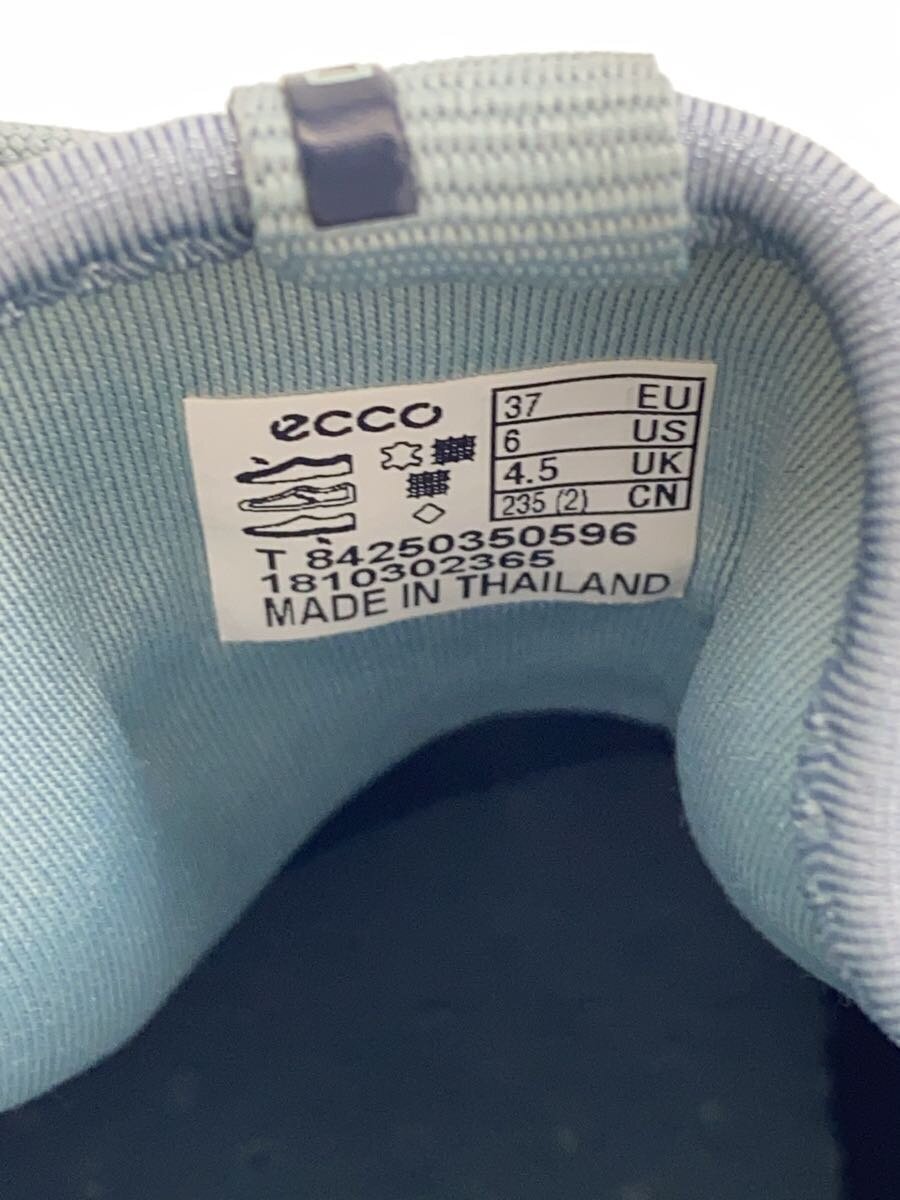 ecco
37 EU
6 US
4.5 UK
235 (2) CN
T 84250350596
1810302365
MADE IN THAILAND